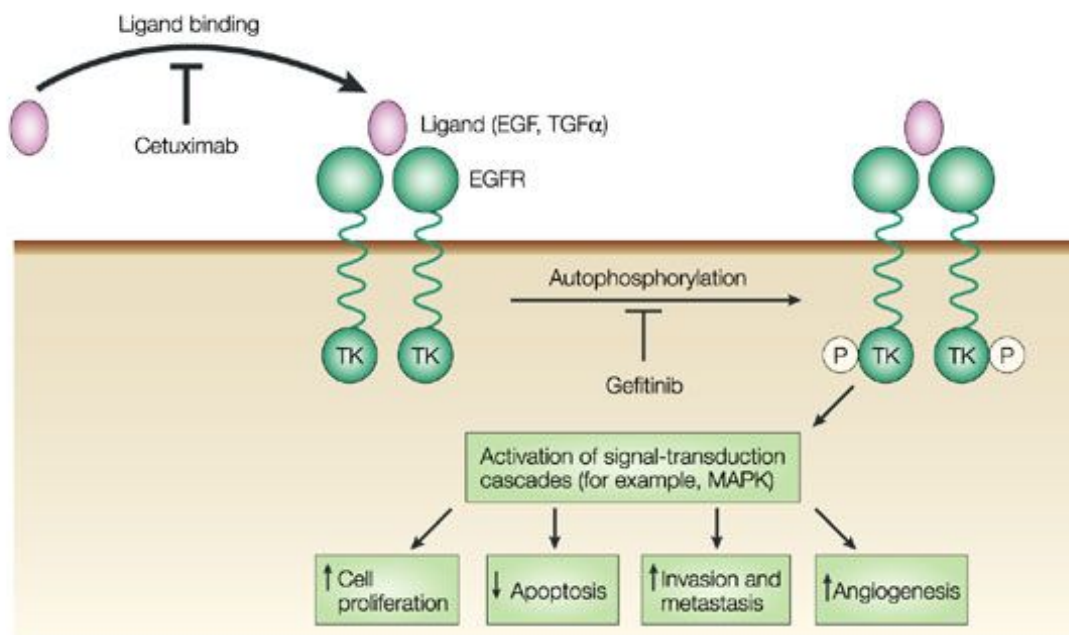 Ligand binding
Cetuximab
Ligand (EGF, TGFα)
EGFR
Autophosphorylation
TK
TK
P
TK
TK
P
Gefitinib
Activation of signal-transduction
cascades (for example, MAPK)
↑ Cell
proliferation
↓ Apoptosis
↑ Invasion and
metastasis
↑ Angiogenesis